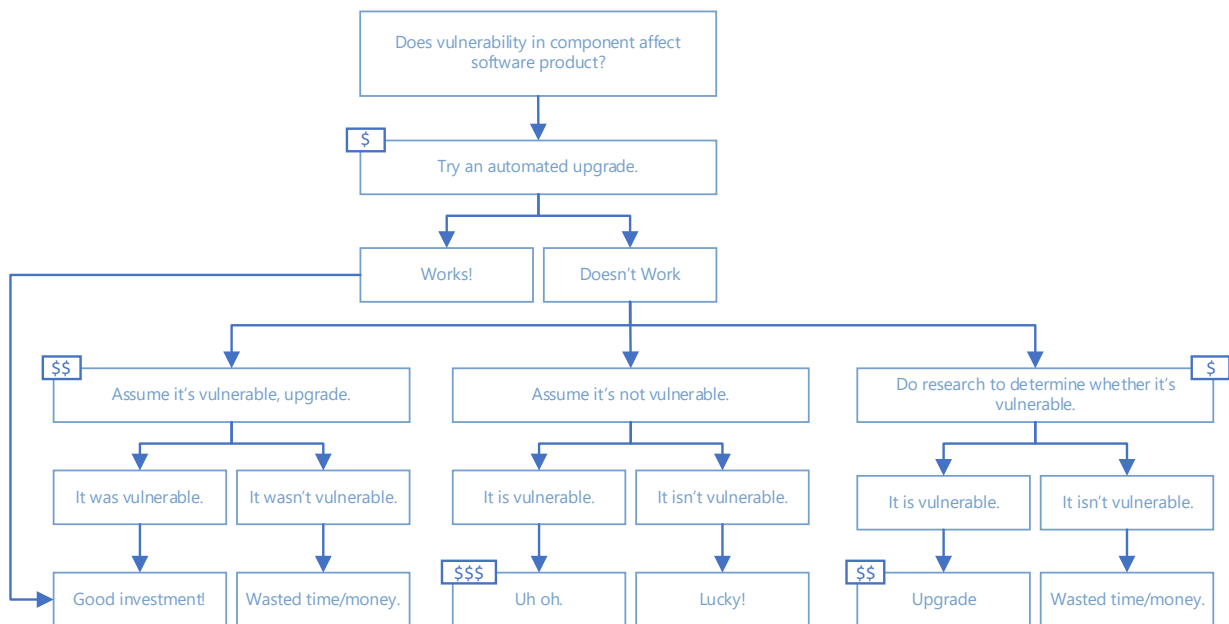 Does vulnerability in component affect
software product?
$
Try an automated upgrade.
Works!
Doesn't Work
$$
Assume it's vulnerable, upgrade.
Assume it's not vulnerable.
$
Do research to determine whether it's
vulnerable.
It was vulnerable.
It wasn't vulnerable.
It is vulnerable.
It isn't vulnerable.
It is vulnerable.
It isn't vulnerable.
Good investment!
Wasted time/money.
$$$
Uh oh.
Lucky!
$$
Upgrade
Wasted time/money.